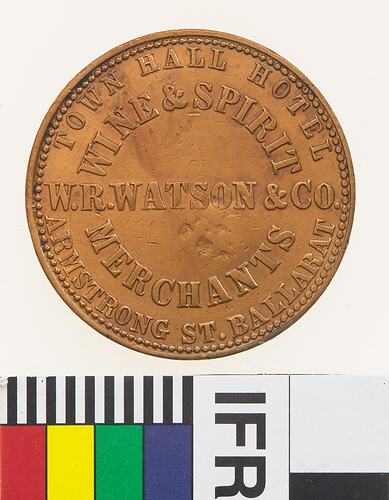 TOWN HALL HOTEL
WINE & SPIRIT
W.R.WATSON & CO.
MERCHANTS
ARMSTRONG ST. BALLARAT
IFR